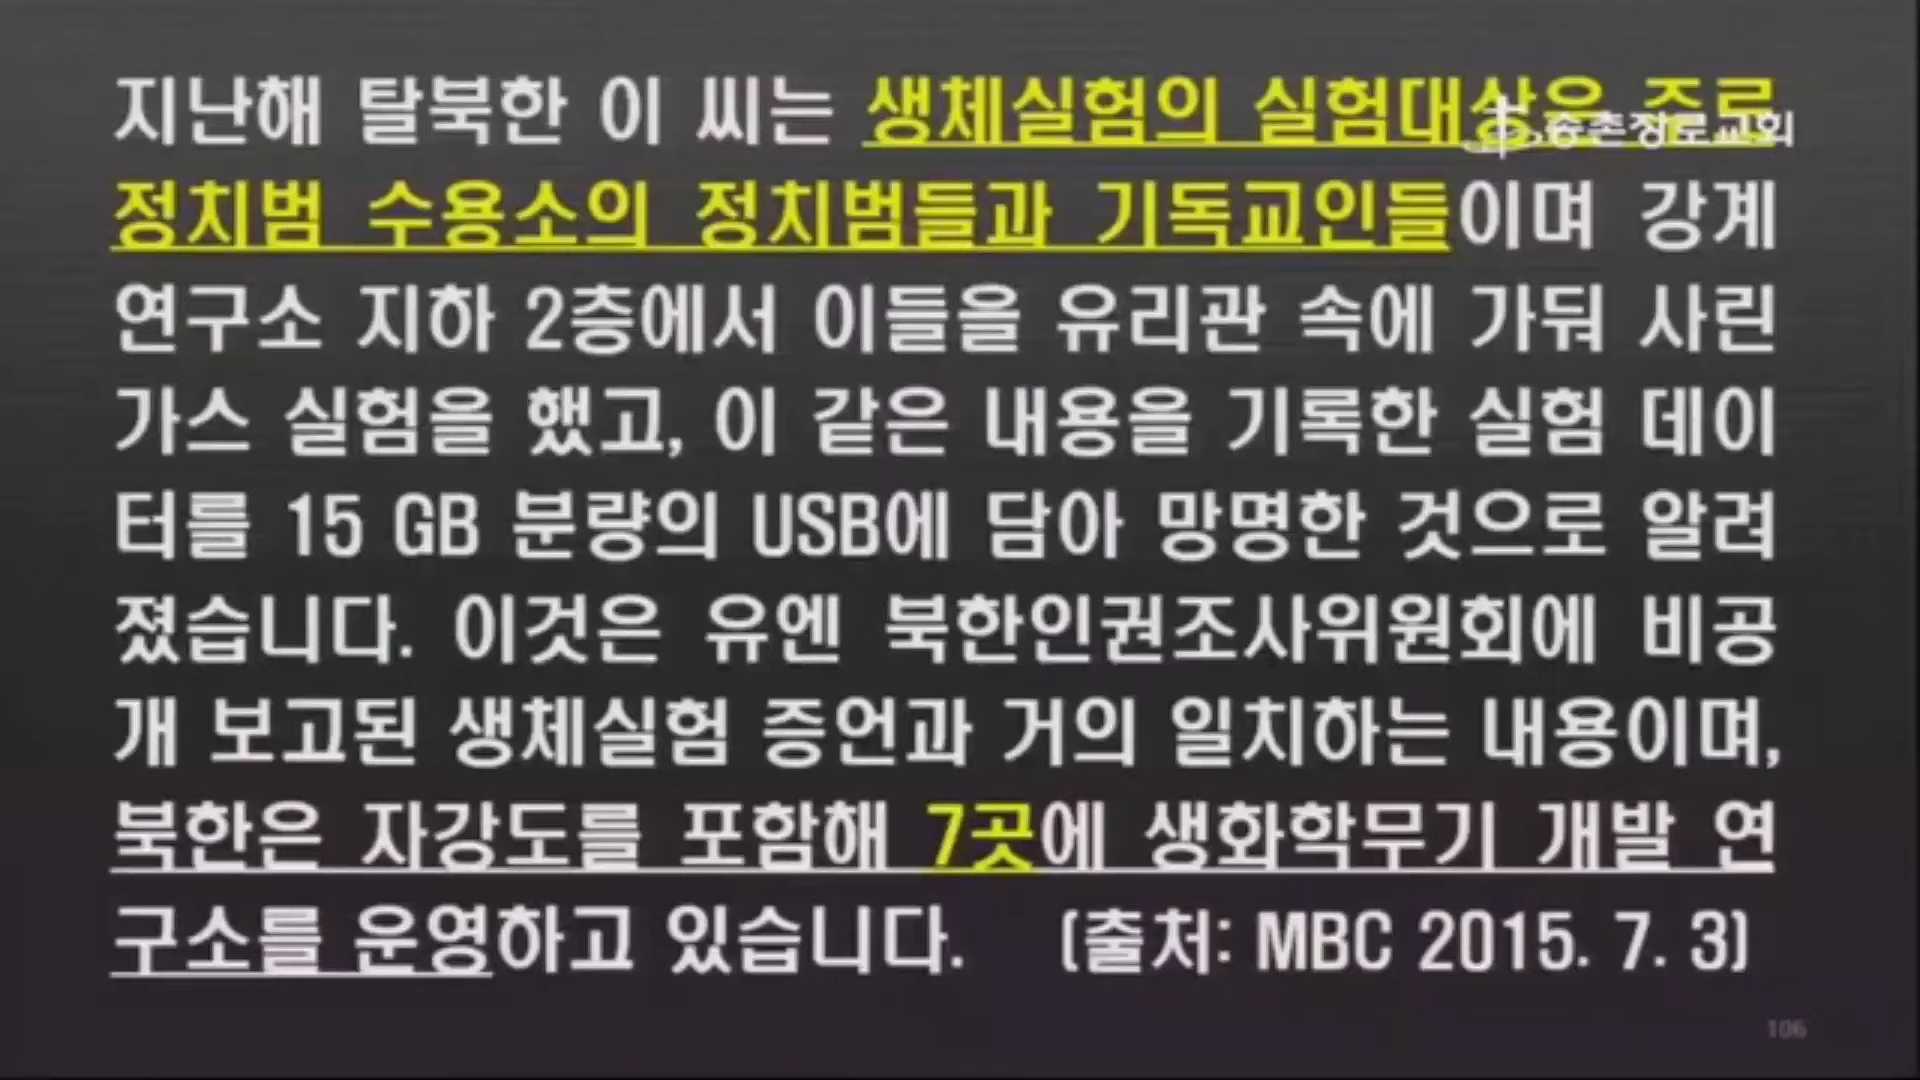 지난해 탈북한 이 씨는 생체실험의 실험대상은 주로
송촌장로교회
정치범 수용소의 정치범들과 기독교인들이며 강계
연구소 지하 2층에서 이들을 유리관 속에 가둬 사린
가스 실험을 했고, 이 같은 내용을 기록한 실험 데이
터를 15 GB 분량의 USB에 담아 망명한 것으로 알려
졌습니다. 이것은 유엔 북한인권조사위원회에 비공
개 보고된 생체실험 증언과 거의 일치하는 내용이며,
북한은 자강도를 포함해 7곳에 생화학무기 개발 연
구소를 운영하고 있습니다. (출처: MBC 2015. 7. 3)
106